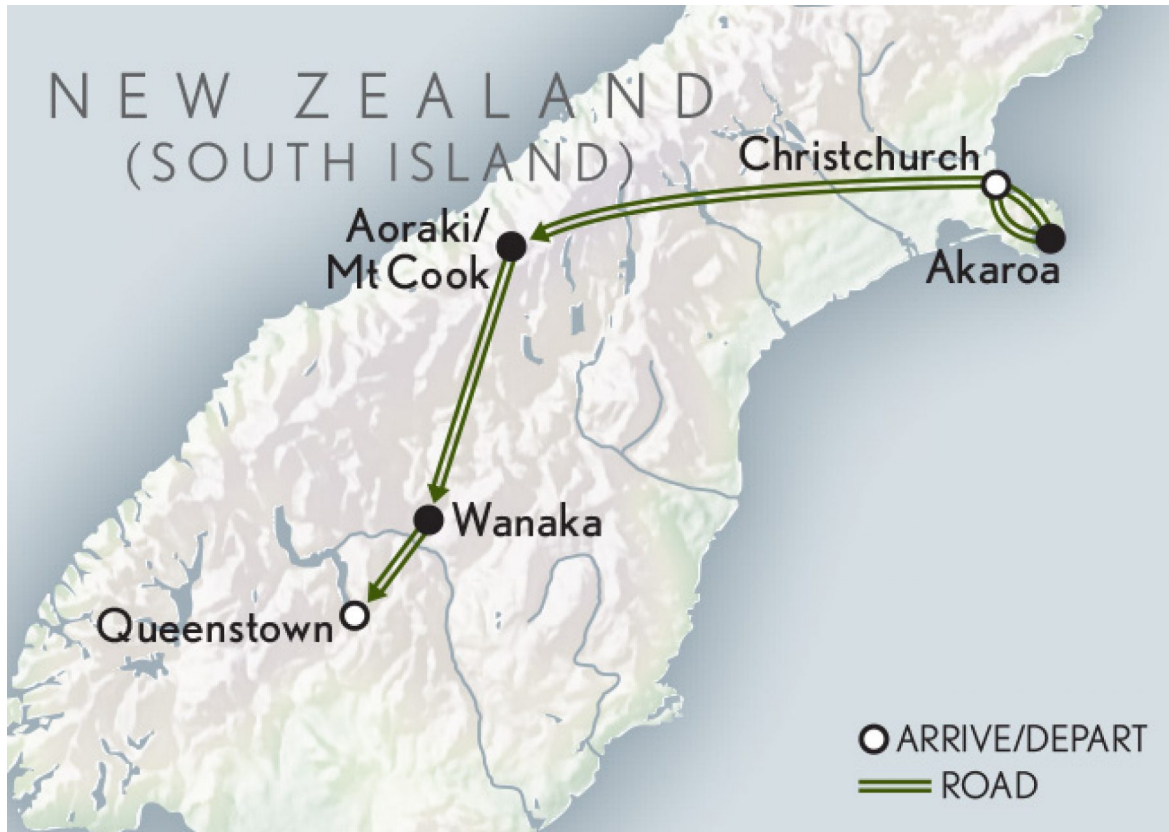 NEW ZEALAND
(SOUTH ISLAND)
Christchurch
Aoraki/
Mt Cook
Akaroa
Wanaka
Queenstown
ARRIVE/DEPART
ROAD